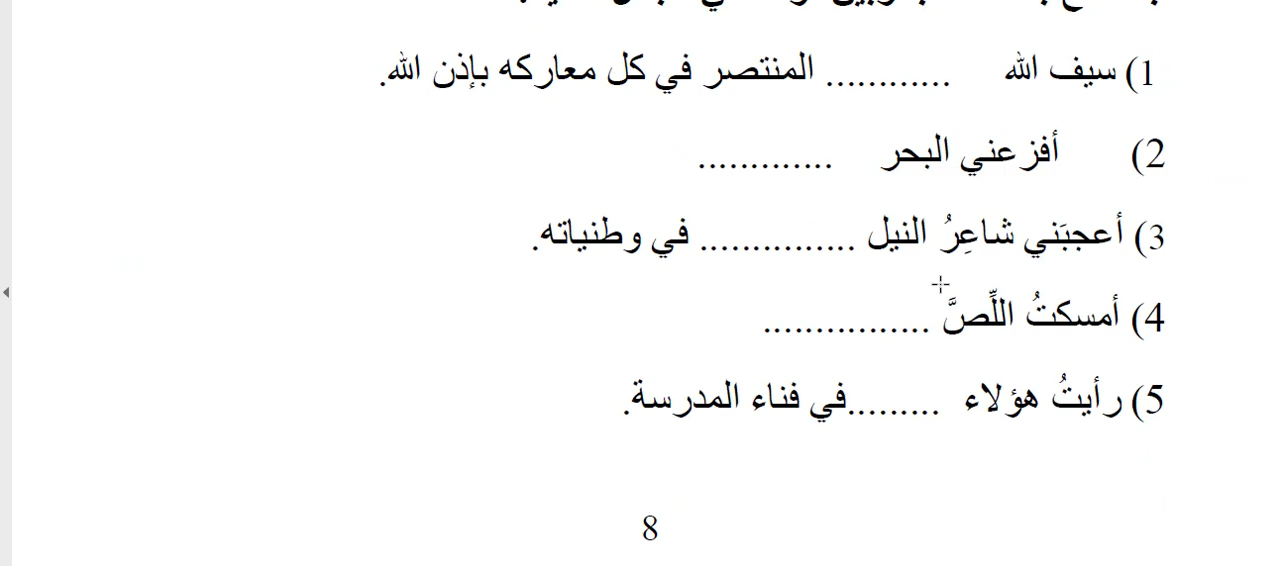 1) سيف الله ............ المنتصر في كل معاركه بإذن الله.
2) أفزعني البحر .............
3) أعجبَني شاعِرُ النيل ............... في وطنياته.
4) أمسكتُ اللِّصَّ ................
5) رأيتُ هؤلاء .........في فناء المدرسة.
8